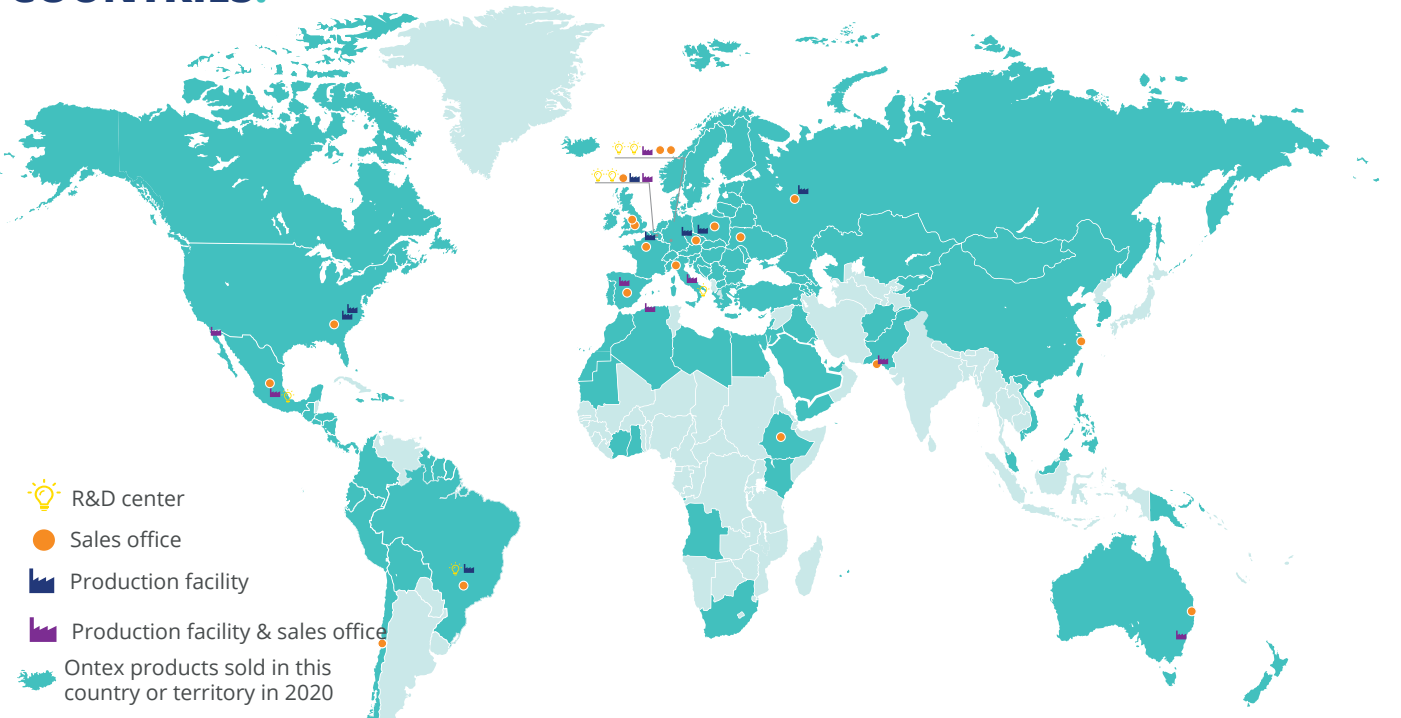 COUNTRIES.
R&D center
Sales office
Production facility
Production facility & sales office
Ontex products sold in this
country or territory in 2020